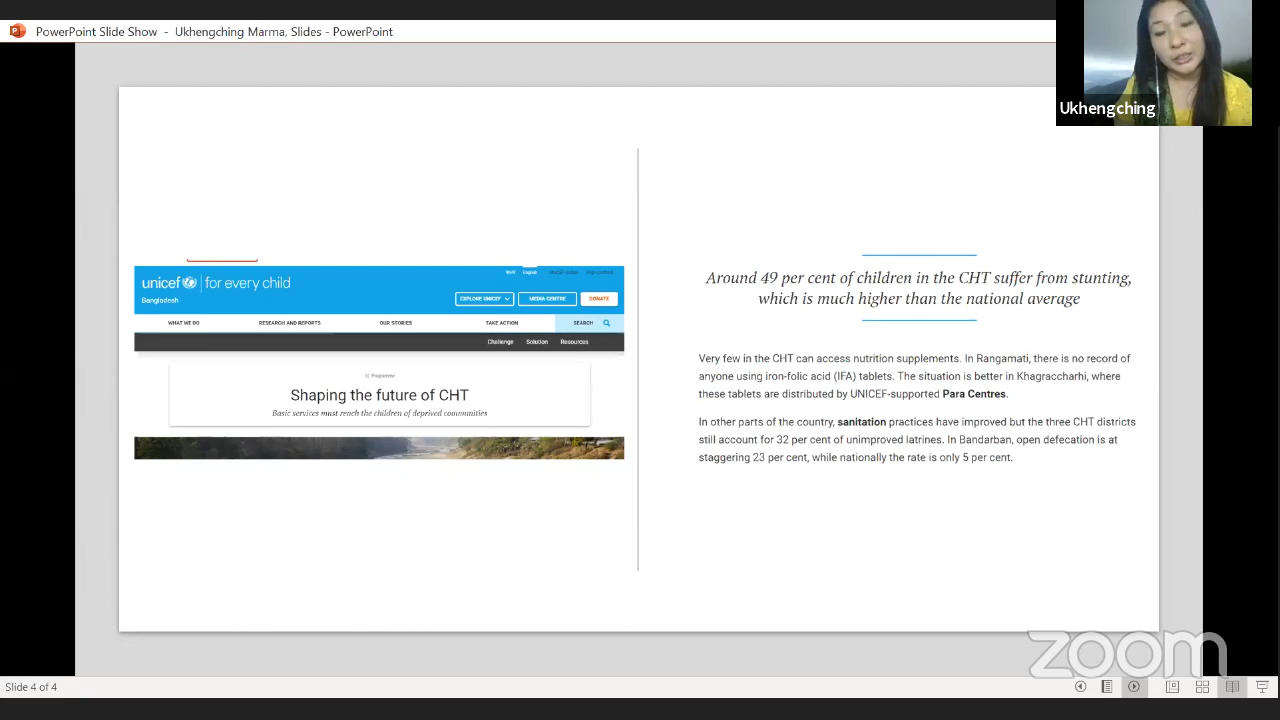 PowerPoint Slide Show - Ukhengching Marma, Slides - PowerPoint
Ukhengching
unicef for every child
Bangladesh
English
EXPLORE UNICEF
MEDIA CENTRE
DONATE
WHAT WE DO
RESEARCH AND REPORTS
OUR STORIES
TAKE ACTION
SEARCH
Challenge
Solution
Resources
Programme
Shaping the future of CHT
Basic services must reach the children of deprived communities
Around 49 per cent of children in the CHT suffer from stunting,
which is much higher than the national average
Very few in the CHT can access nutrition supplements. In Rangamati, there is no record of
anyone using iron-folic acid (IFA) tablets. The situation is better in Khagraccharhi, where
these tablets are distributed by UNICEF-supported Para Centres.
In other parts of the country, sanitation practices have improved but the three CHT districts
still account for 32 per cent of unimproved latrines. In Bandarban, open defecation is at
staggering 23 per cent, while nationally the rate is only 5 per cent.
zoom
Slide 4 of 4